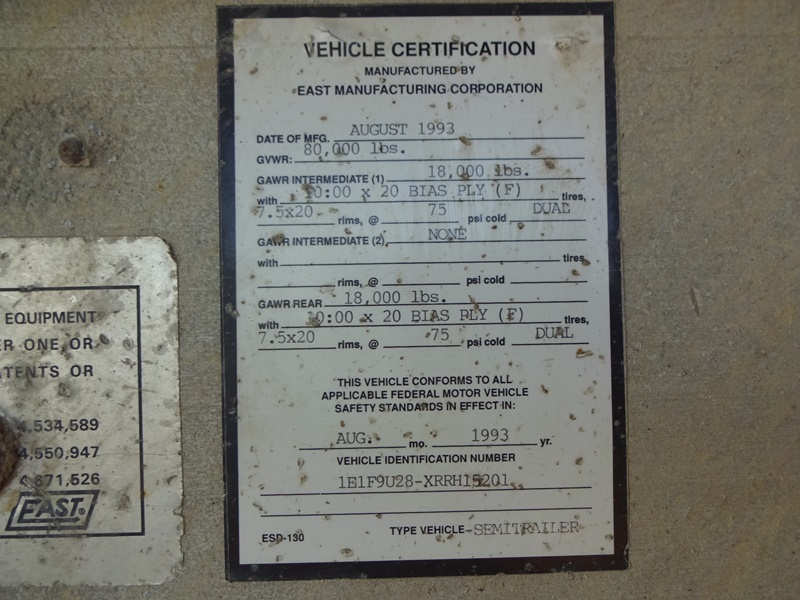 VEHICLE CERTIFICATION
MANUFACTURED BY
EAST MANUFACTURING CORPORATION
DATE OF MFG. AUGUST 1993
GVWR: 80,000 lbs.
GAWR INTERMEDIATE (1) 18,000 lbs.
with 10:00 x 20 BIAS PLY (F) tires,
7.5x20 rims, @ 75 psi cold DUAL
GAWR INTERMEDIATE (2) NONE
with tires,
rims, @ psi cold
GAWR REAR 18,000 lbs.
with 10:00 x 20 BIAS PLY (F) tires,
7.5x20 rims, @ 75 psi cold DUAL
THIS VEHICLE CONFORMS TO ALL
APPLICABLE FEDERAL MOTOR VEHICLE
SAFETY STANDARDS IN EFFECT IN:
AUG. mo. 1993 yr.
VEHICLE IDENTIFICATION NUMBER
1E1F9U28-XRRH15201
ESD-130 TYPE VEHICLE-SEMITRAILER
EQUIPMENT
ER ONE, OR
TENTS OR
4,534,589
4,550,947
4,671,526
EAST